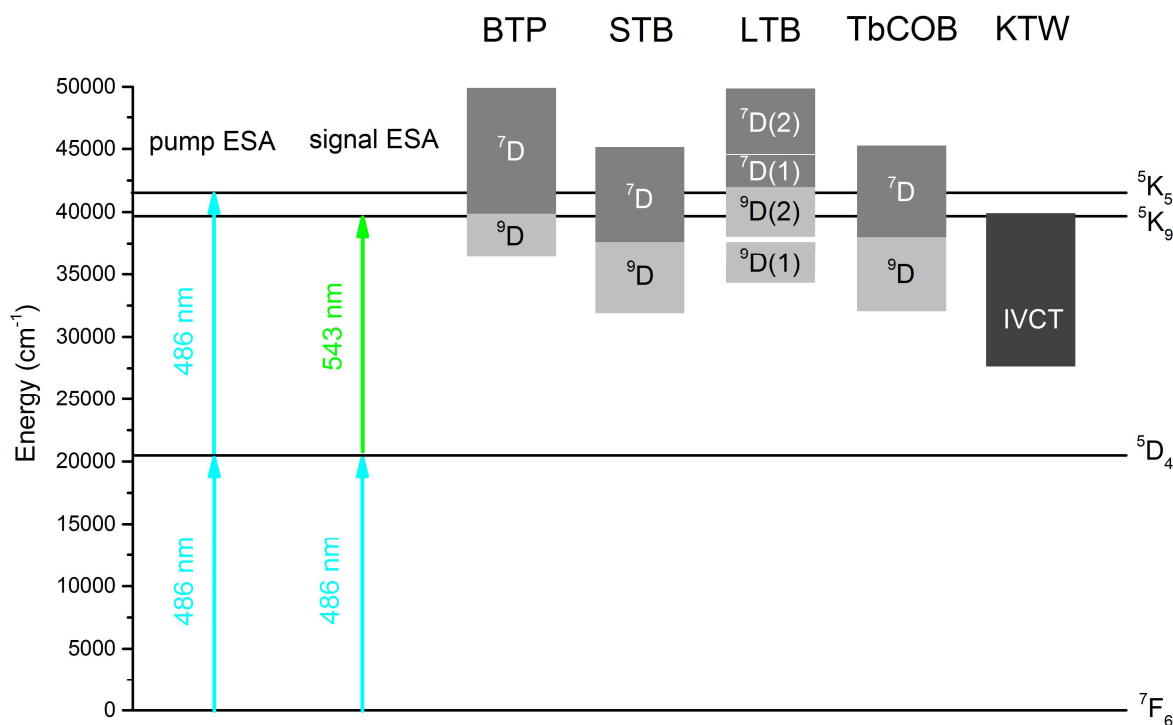 BTP STB LTB TbCOB KTW
50000
45000
40000
35000
30000
25000
20000
15000
10000
5000
0
Energy (cm⁻¹)
pump ESA
signal ESA
486 nm
486 nm
543 nm
486 nm
⁷D
⁹D
⁷D
⁹D
⁷D(2)
⁷D(1)
⁹D(2)
⁹D(1)
⁷D
⁹D
IVCT
⁵K₅
⁵K₉
⁵D₄
⁷F₆